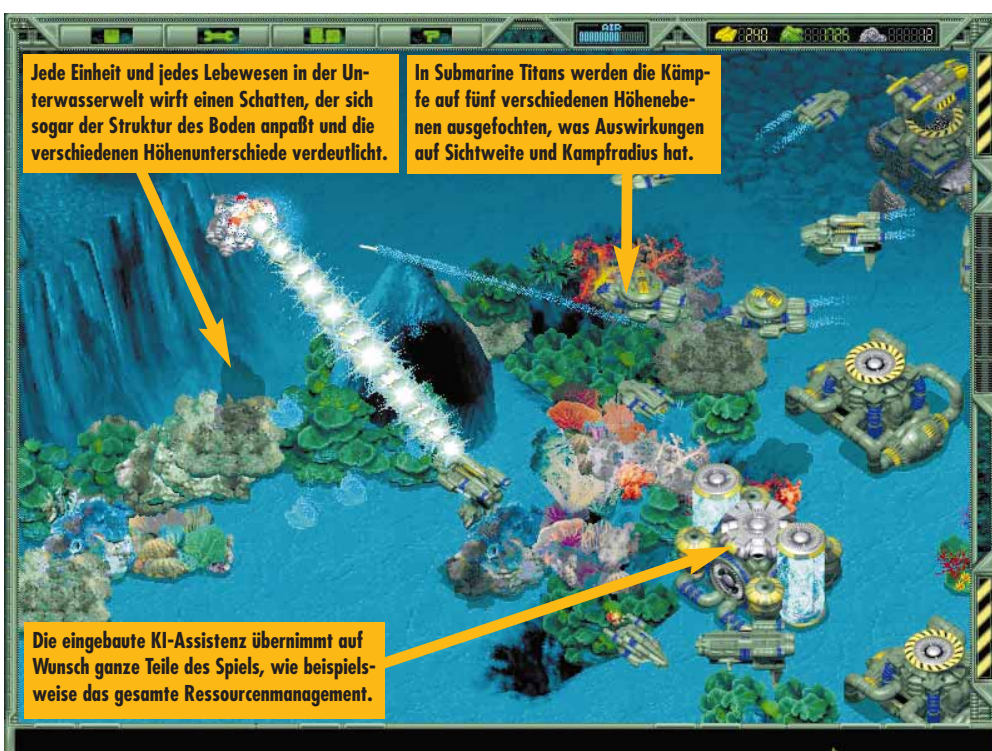 AIR
240 1725 12
Jede Einheit und jedes Lebewesen in der Un-
terwasserwelt wirft einen Schatten, der sich
sogar der Struktur des Boden anpaßt und die
verschiedenen Höhenunterschiede verdeutlicht.
In Submarine Titans werden die Kämp-
fe auf fünf verschiedenen Höhenebe-
nen ausgefochten, was Auswirkungen
auf Sichtweite und Kampfradius hat.
Die eingebaute KI-Assistenz übernimmt auf
Wunsch ganze Teile des Spiels, wie beispiels-
weise das gesamte Ressourcenmanagement.